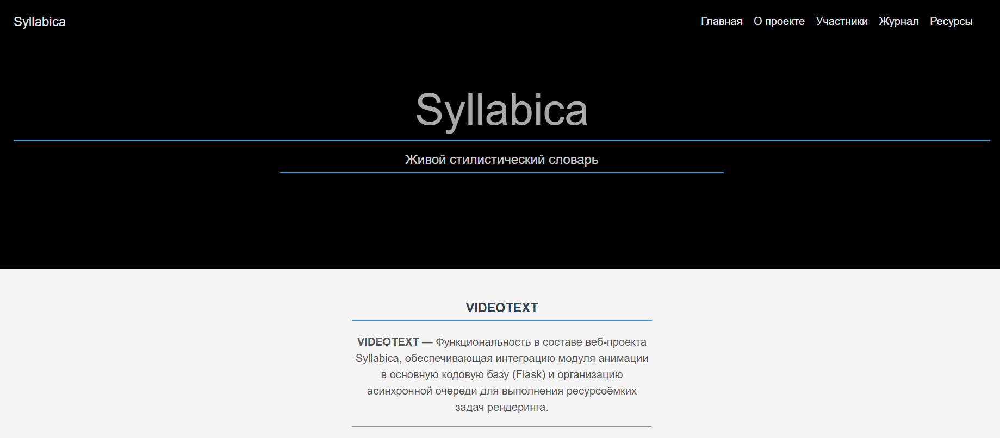 Syllabica
Главная О проекте Участники Журнал Ресурсы
Syllabica
Живой стилистический словарь
VIDEOTEXT
VIDEOTEXT — Функциональность в составе веб-проекта
Syllabica, обеспечивающая интеграцию модуля анимации
в основную кодовую базу (Flask) и организацию
асинхронной очереди для выполнения ресурсоёмких
задач рендеринга.